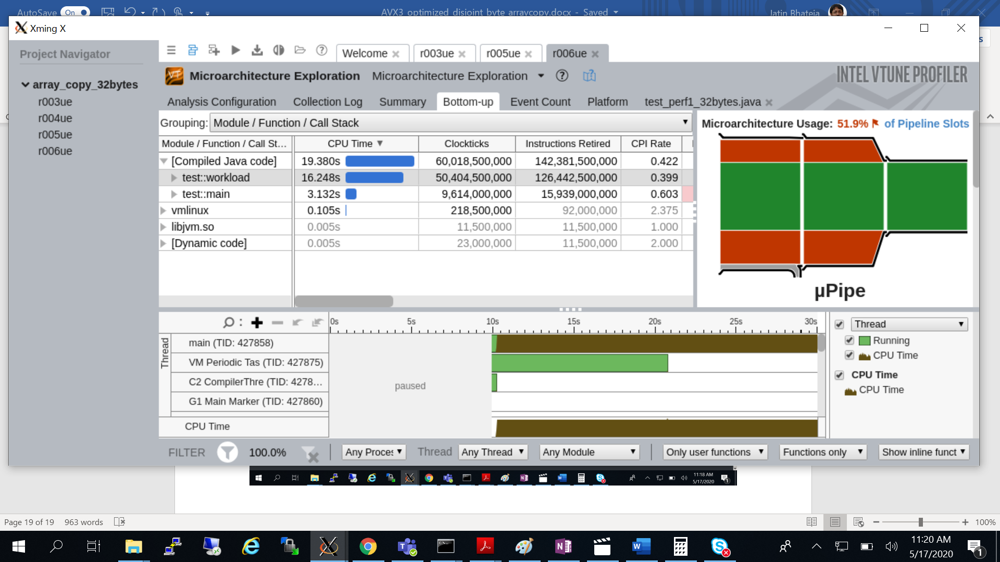 AutoSave On AVX3_optimized_disjoint_byte_arraycopy.docx - Saved Jatin Bhateja
Xming X
Project Navigator
array_copy_32bytes
r003ue
r004ue
r005ue
r006ue
Welcome r003ue r005ue r006ue
Microarchitecture Exploration Microarchitecture Exploration INTEL VTUNE PROFILER
Analysis Configuration Collection Log Summary Bottom-up Event Count Platform test_perf1_32bytes.java
Grouping: Module / Function / Call Stack
Module / Function / Call St... CPU Time Clockticks Instructions Retired CPI Rate
[Compiled Java code] 19.380s 60,018,500,000 142,381,500,000 0.422
test::workload 16.248s 50,404,500,000 126,442,500,000 0.399
test::main 3.132s 9,614,000,000 15,939,000,000 0.603
vmlinux 0.105s 218,500,000 92,000,000 2.375
libjvm.so 0.005s 11,500,000 11,500,000 1.000
[Dynamic code] 0.005s 23,000,000 11,500,000 2.000
Microarchitecture Usage: 51.9% of Pipeline Slots
µPipe
0s 5s 10s 15s 20s 25s 30s
Thread
main (TID: 427858)
VM Periodic Tas (TID: 427875)
C2 CompilerThre (TID: 4278...
G1 Main Marker (TID: 427860)
CPU Time
paused
Thread
Running
CPU Time
CPU Time
CPU Time
FILTER 100.0% Any Proces Thread Any Thread Any Module Only user functions Functions only Show inline funct
11:18 AM
5/17/2020
Page 19 of 19 963 words 100%
11:20 AM
5/17/2020
1